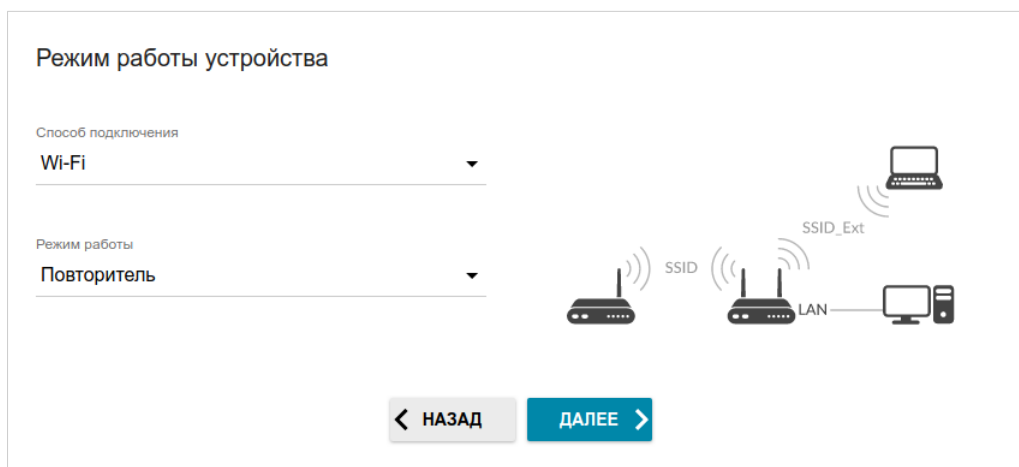 Режим работы устройства
Способ подключения
Wi-Fi
Режим работы
Повторитель
SSID
SSID_Ext
LAN
НАЗАД
ДАЛЕЕ